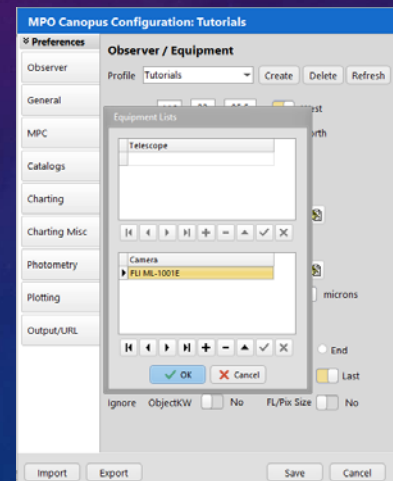 MPO Canopus Configuration: Tutorials
Preferences
Observer
General
MPC
Catalogs
Charting
Charting Misc
Photometry
Plotting
Output/URL
Observer / Equipment
Profile Tutorials Create Delete Refresh
Equipment Lists
Telescope
Camera
FLI ML-1001E
OK Cancel
microns
End
Last
Ignore ObjectKW No FL/Pix Size No
Import Export Save Cancel